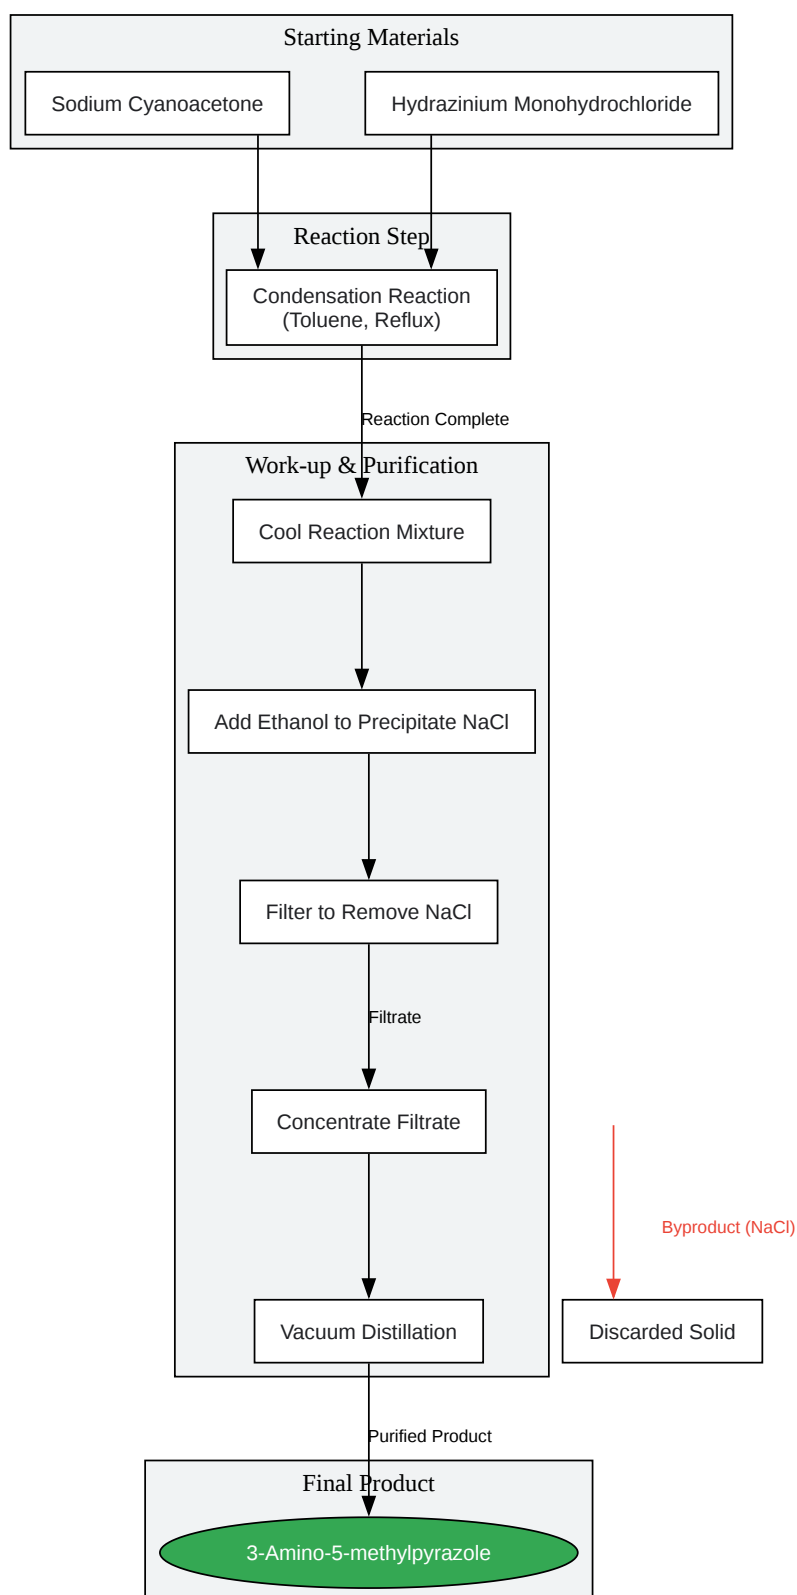 Starting Materials
Sodium Cyanoacetone
Hydrazinium Monohydrochloride
Reaction Step
Condensation Reaction
(Toluene, Reflux)
Reaction Complete
Work-up & Purification
Cool Reaction Mixture
Add Ethanol to Precipitate NaCl
Filter to Remove NaCl
Filtrate
Concentrate Filtrate
Byproduct (NaCl)
Vacuum Distillation
Discarded Solid
Purified Product
Final Product
3-Amino-5-methylpyrazole